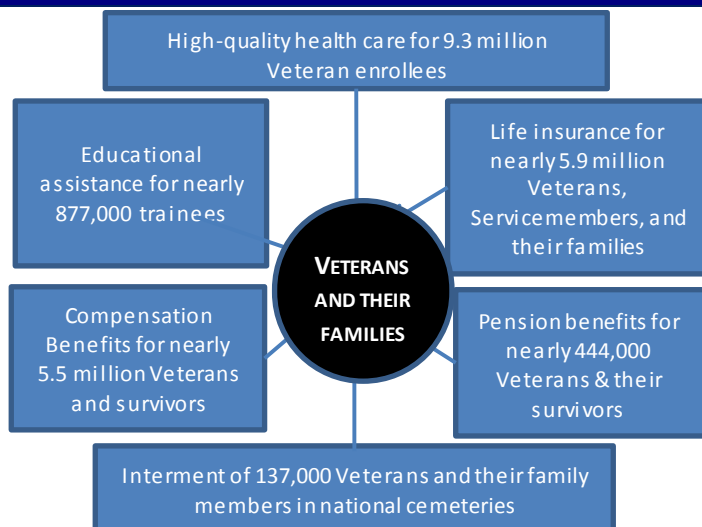 High-quality health care for 9.3 million
Veteran enrollees
Educational
assistance for nearly
877,000 trainees
Life insurance for
nearly 5.9 million
Veterans,
Servicemembers, and
their families
VETERANS
AND THEIR
FAMILIES
Compensation
Benefits for nearly
5.5 million Veterans
and survivors
Pension benefits for
nearly 444,000
Veterans & their
survivors
Interment of 137,000 Veterans and their family
members in national cemeteries